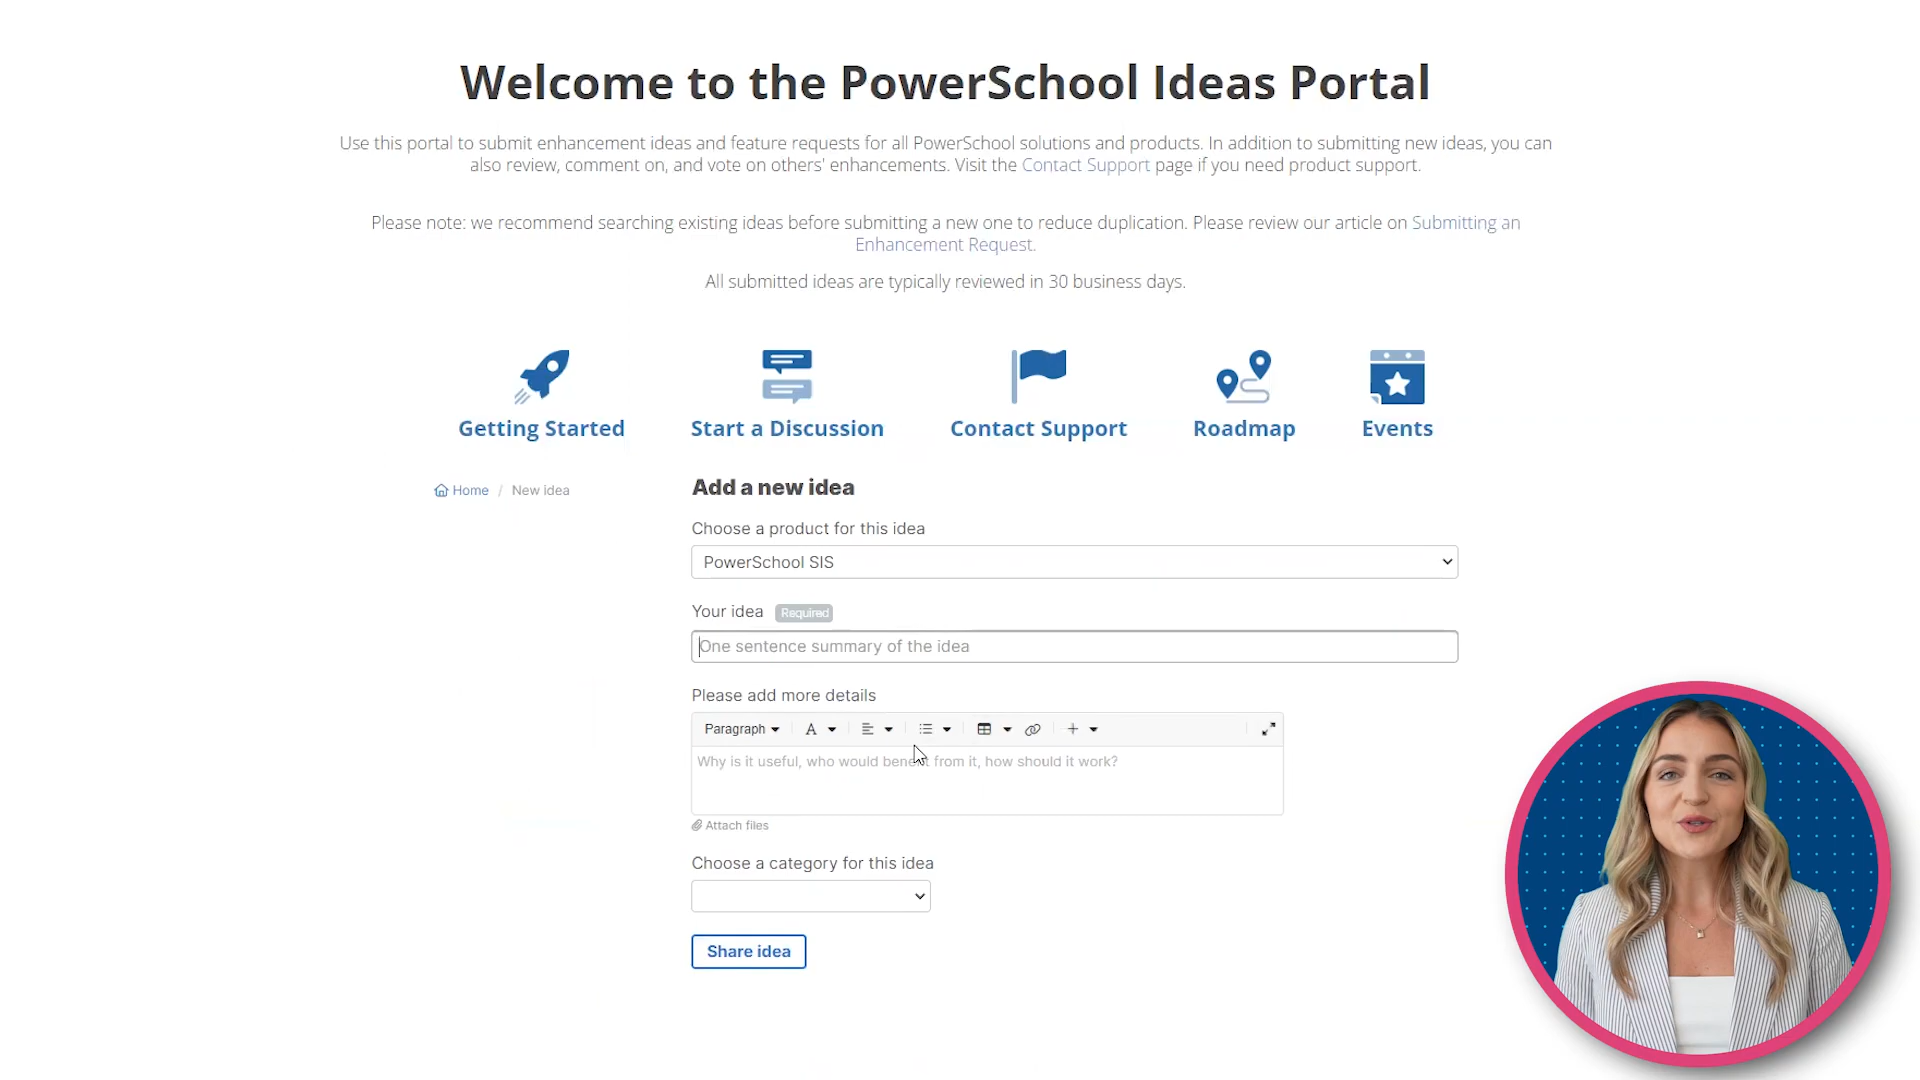 Welcome to the PowerSchool Ideas Portal
Use this portal to submit enhancement ideas and feature requests for all PowerSchool solutions and products. In addition to submitting new ideas, you can
also review, comment on, and vote on others' enhancements. Visit the Contact Support page if you need product support.
Please note: we recommend searching existing ideas before submitting a new one to reduce duplication. Please review our article on Submitting an
Enhancement Request.
All submitted ideas are typically reviewed in 30 business days.
Getting Started
Start a Discussion
Contact Support
Roadmap
Events
Home / New idea
Add a new idea
Choose a product for this idea
PowerSchool SIS
Your idea Required
One sentence summary of the idea
Please add more details
Paragraph A
Why is it useful, who would benefit from it, how should it work?
Attach files
Choose a category for this idea
Share idea